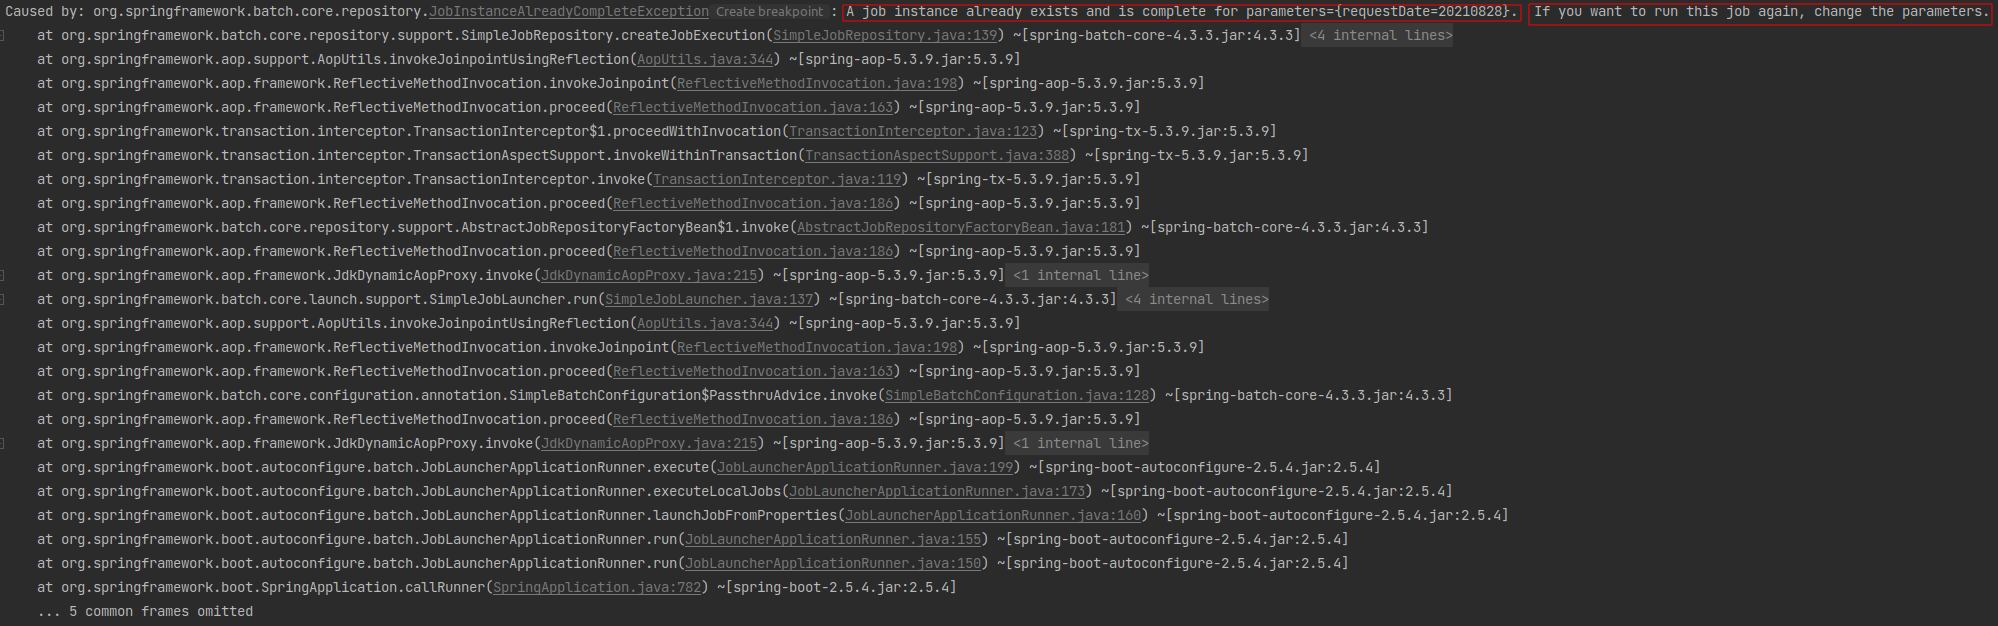 Caused by: org.springframework.batch.core.repository.JobInstanceAlreadyCompleteException Create breakpoint : A job instance already exists and is complete for parameters={requestDate=20210828}. If you want to run this job again, change the parameters.
at org.springframework.batch.core.repository.support.SimpleJobRepository.createJobExecution(SimpleJobRepository.java:139) ~[spring-batch-core-4.3.3.jar:4.3.3] <4 internal lines>
at org.springframework.aop.support.AopUtils.invokeJoinpointUsingReflection(AopUtils.java:344) ~[spring-aop-5.3.9.jar:5.3.9]
at org.springframework.aop.framework.ReflectiveMethodInvocation.invokeJoinpoint(ReflectiveMethodInvocation.java:198) ~[spring-aop-5.3.9.jar:5.3.9]
at org.springframework.aop.framework.ReflectiveMethodInvocation.proceed(ReflectiveMethodInvocation.java:163) ~[spring-aop-5.3.9.jar:5.3.9]
at org.springframework.transaction.interceptor.TransactionInterceptor$1.proceedWithInvocation(TransactionInterceptor.java:123) ~[spring-tx-5.3.9.jar:5.3.9]
at org.springframework.transaction.interceptor.TransactionAspectSupport.invokeWithinTransaction(TransactionAspectSupport.java:388) ~[spring-tx-5.3.9.jar:5.3.9]
at org.springframework.transaction.interceptor.TransactionInterceptor.invoke(TransactionInterceptor.java:119) ~[spring-tx-5.3.9.jar:5.3.9]
at org.springframework.aop.framework.ReflectiveMethodInvocation.proceed(ReflectiveMethodInvocation.java:186) ~[spring-aop-5.3.9.jar:5.3.9]
at org.springframework.batch.core.repository.support.AbstractJobRepositoryFactoryBean$1.invoke(AbstractJobRepositoryFactoryBean.java:181) ~[spring-batch-core-4.3.3.jar:4.3.3]
at org.springframework.aop.framework.ReflectiveMethodInvocation.proceed(ReflectiveMethodInvocation.java:186) ~[spring-aop-5.3.9.jar:5.3.9]
at org.springframework.aop.framework.JdkDynamicAopProxy.invoke(JdkDynamicAopProxy.java:215) ~[spring-aop-5.3.9.jar:5.3.9] <1 internal line>
at org.springframework.batch.core.launch.support.SimpleJobLauncher.run(SimpleJobLauncher.java:137) ~[spring-batch-core-4.3.3.jar:4.3.3] <4 internal lines>
at org.springframework.aop.support.AopUtils.invokeJoinpointUsingReflection(AopUtils.java:344) ~[spring-aop-5.3.9.jar:5.3.9]
at org.springframework.aop.framework.ReflectiveMethodInvocation.invokeJoinpoint(ReflectiveMethodInvocation.java:198) ~[spring-aop-5.3.9.jar:5.3.9]
at org.springframework.aop.framework.ReflectiveMethodInvocation.proceed(ReflectiveMethodInvocation.java:163) ~[spring-aop-5.3.9.jar:5.3.9]
at org.springframework.batch.core.configuration.annotation.SimpleBatchConfiguration$PassthruAdvice.invoke(SimpleBatchConfiguration.java:128) ~[spring-batch-core-4.3.3.jar:4.3.3]
at org.springframework.aop.framework.ReflectiveMethodInvocation.proceed(ReflectiveMethodInvocation.java:186) ~[spring-aop-5.3.9.jar:5.3.9]
at org.springframework.aop.framework.JdkDynamicAopProxy.invoke(JdkDynamicAopProxy.java:215) ~[spring-aop-5.3.9.jar:5.3.9] <1 internal line>
at org.springframework.boot.autoconfigure.batch.JobLauncherApplicationRunner.execute(JobLauncherApplicationRunner.java:199) ~[spring-boot-autoconfigure-2.5.4.jar:2.5.4]
at org.springframework.boot.autoconfigure.batch.JobLauncherApplicationRunner.executeLocalJobs(JobLauncherApplicationRunner.java:173) ~[spring-boot-autoconfigure-2.5.4.jar:2.5.4]
at org.springframework.boot.autoconfigure.batch.JobLauncherApplicationRunner.launchJobFromProperties(JobLauncherApplicationRunner.java:160) ~[spring-boot-autoconfigure-2.5.4.jar:2.5.4]
at org.springframework.boot.autoconfigure.batch.JobLauncherApplicationRunner.run(JobLauncherApplicationRunner.java:155) ~[spring-boot-autoconfigure-2.5.4.jar:2.5.4]
at org.springframework.boot.autoconfigure.batch.JobLauncherApplicationRunner.run(JobLauncherApplicationRunner.java:150) ~[spring-boot-autoconfigure-2.5.4.jar:2.5.4]
at org.springframework.boot.SpringApplication.callRunner(SpringApplication.java:782) ~[spring-boot-2.5.4.jar:2.5.4]
... 5 common frames omitted